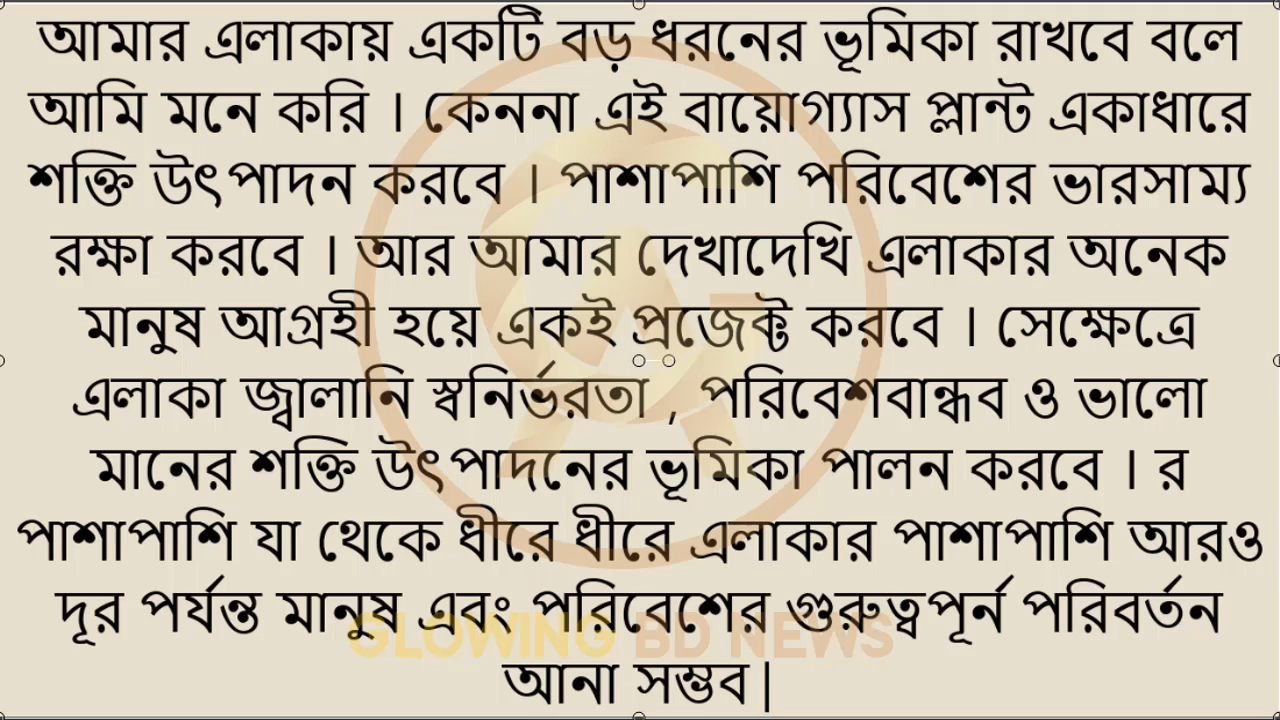 আমার এলাকায় একটি বড় ধরনের ভূমিকা রাখবে বলে
আমি মনে করি । কেননা এই বায়োগ্যাস প্লান্ট একাধারে
শক্তি উৎপাদন করবে । পাশাপাশি পরিবেশের ভারসাম্য
রক্ষা করবে । আর আমার দেখাদেখি এলাকার অনেক
মানুষ আগ্রহী হয়ে একই প্রজেক্ট করবে । সেক্ষেত্রে
এলাকা জ্বালানি স্বনির্ভরতা , পরিবেশবান্ধব ও ভালো
মানের শক্তি উৎপাদনের ভূমিকা পালন করবে । র
পাশাপাশি যা থেকে ধীরে ধীরে এলাকার পাশাপাশি আরও
দূর পর্যন্ত মানুষ এবং পরিবেশের গুরুত্বপূর্ন পরিবর্তন
GLOWING BD NEWS
আনা সম্ভব|